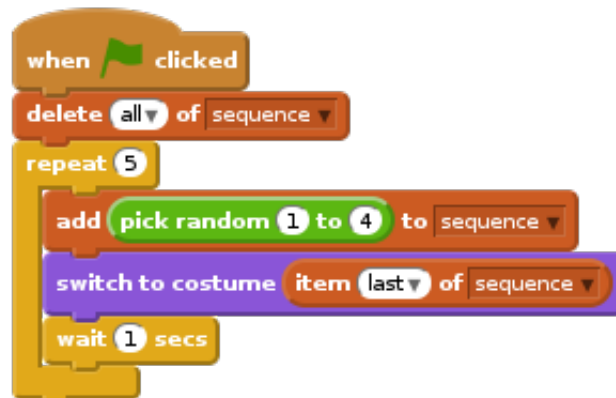 when clicked
delete all of sequence
repeat 5
add pick random 1 to 4 to sequence
switch to costume item last of sequence
wait 1 secs